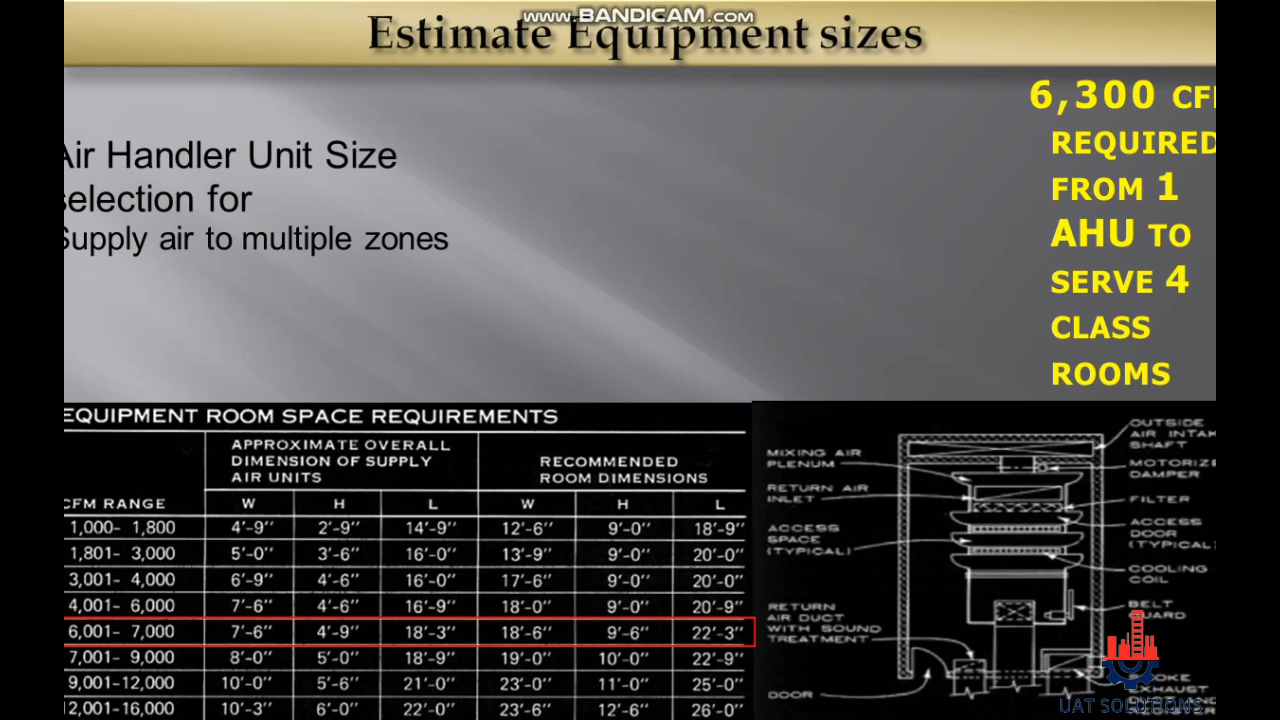 www.BANDICAM.com
Estimate Equipment sizes
6,300 CF
REQUIRED
FROM 1
AHU TO
SERVE 4
CLASS
ROOMS
Air Handler Unit Size
selection for
Supply air to multiple zones
EQUIPMENT ROOM SPACE REQUIREMENTS
APPROXIMATE OVERALL
DIMENSION OF SUPPLY
AIR UNITS
RECOMMENDED
ROOM DIMENSIONS
CFM RANGE W H L W H L
1,000– 1,800 4'-9'' 2'-9'' 14'-9'' 12'-6'' 9'-0'' 18'-9''
1,801– 3,000 5'-0'' 3'-6'' 16'-0'' 13'-9'' 9'-0'' 20'-0''
3,001– 4,000 6'-9'' 4'-6'' 16'-0'' 17'-6'' 9'-0'' 20'-0''
4,001– 6,000 7'-6'' 4'-6'' 16'-9'' 18'-0'' 9'-0'' 20'-9''
6,001– 7,000 7'-6'' 4'-9'' 18'-3'' 18'-6'' 9'-6'' 22'-3''
7,001– 9,000 8'-0'' 5'-0'' 18'-9'' 19'-0'' 10'-0'' 22'-9''
9,001–12,000 10'-0'' 5'-6'' 21'-0'' 23'-0'' 11'-0'' 25'-0''
12,001–16,000 10'-3'' 6'-0'' 22'-0'' 23'-6'' 12'-6'' 26'-0''
MIXING AIR
PLENUM
RETURN AIR
INLET
ACCESS
SPACE
(TYPICAL)
RETURN
AIR DUCT
WITH SOUND
TREATMENT
DOOR
OUTSIDE
AIR INTAK
SHAFT
MOTORIZE
DAMPER
FILTER
ACCESS
DOOR
(TYPICAL
COOLING
COIL
BELT
GUARD
EXHAUST
UAT SOLUTIONS